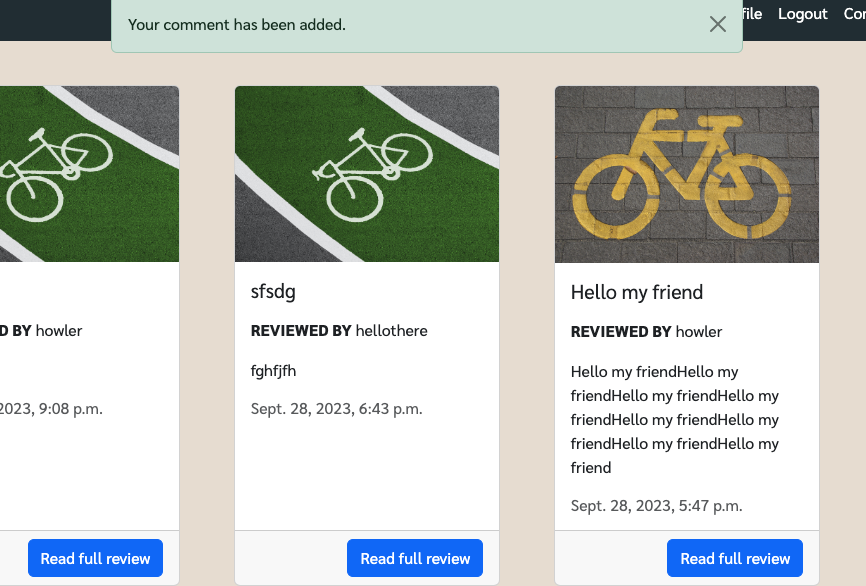 Your comment has been added.
file Logout Con
sfsdg
Hello my friend
D BY howler
REVIEWED BY hellothere
REVIEWED BY howler
fghfjfh
Hello my friendHello my
friendHello my friendHello my
friendHello my friendHello my
friendHello my friendHello my
friend
2023, 9:08 p.m.
Sept. 28, 2023, 6:43 p.m.
Sept. 28, 2023, 5:47 p.m.
Read full review
Read full review
Read full review